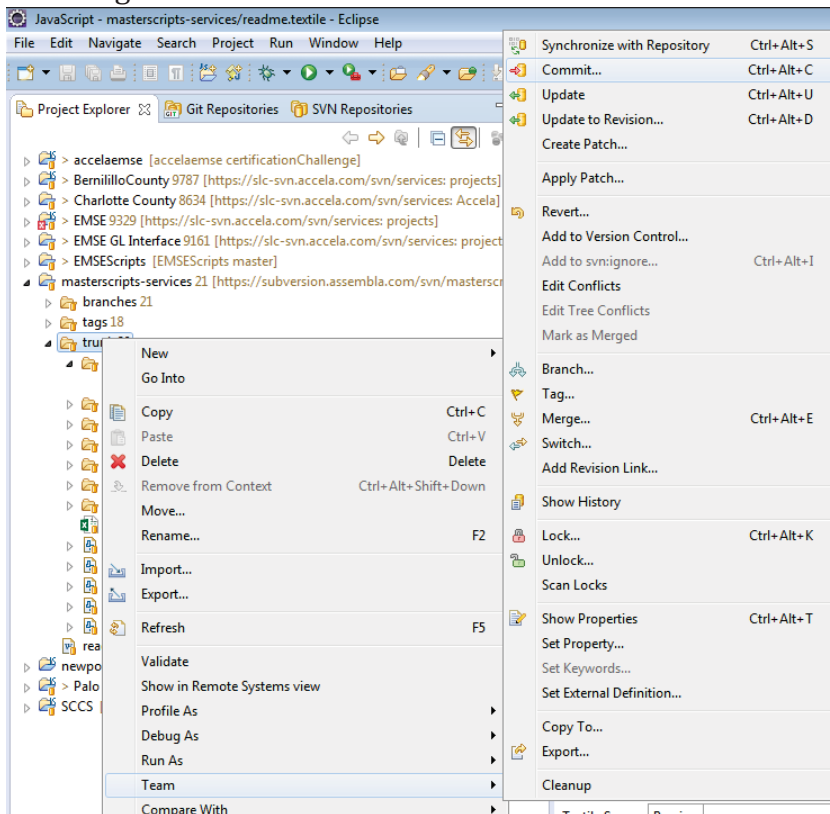 JavaScript - masterscripts-services/readme.textile - Eclipse
File Edit Navigate Search Project Run Window Help
Project Explorer Git Repositories SVN Repositories
> accelaemse [accelaemse certificationChallenge]
> BernililloCounty 9787 [https://slc-svn.accela.com/svn/services: projects]
> Charlotte County 8634 [https://slc-svn.accela.com/svn/services: Accela]
> EMSE 9329 [https://slc-svn.accela.com/svn/services: projects]
> EMSE GL Interface 9161 [https://slc-svn.accela.com/svn/services: project
> EMSEScripts [EMSEScripts master]
masterscripts-services 21 [https://subversion.assembla.com/svn/masterscr
branches 21
tags 18
tru
rea
newpo
> Palo
SCCS [
New
Go Into
Copy Ctrl+C
Paste Ctrl+V
Delete Delete
Remove from Context Ctrl+Alt+Shift+Down
Move...
Rename... F2
Import...
Export...
Refresh F5
Validate
Show in Remote Systems view
Profile As
Debug As
Run As
Team
Compare With
Synchronize with Repository Ctrl+Alt+S
Commit... Ctrl+Alt+C
Update Ctrl+Alt+U
Update to Revision... Ctrl+Alt+D
Create Patch...
Apply Patch...
Revert...
Add to Version Control...
Add to svn:ignore... Ctrl+Alt+I
Edit Conflicts
Edit Tree Conflicts
Mark as Merged
Branch...
Tag...
Merge... Ctrl+Alt+E
Switch...
Add Revision Link...
Show History
Lock... Ctrl+Alt+K
Unlock...
Scan Locks
Show Properties Ctrl+Alt+T
Set Property...
Set Keywords...
Set External Definition...
Copy To...
Export...
Cleanup